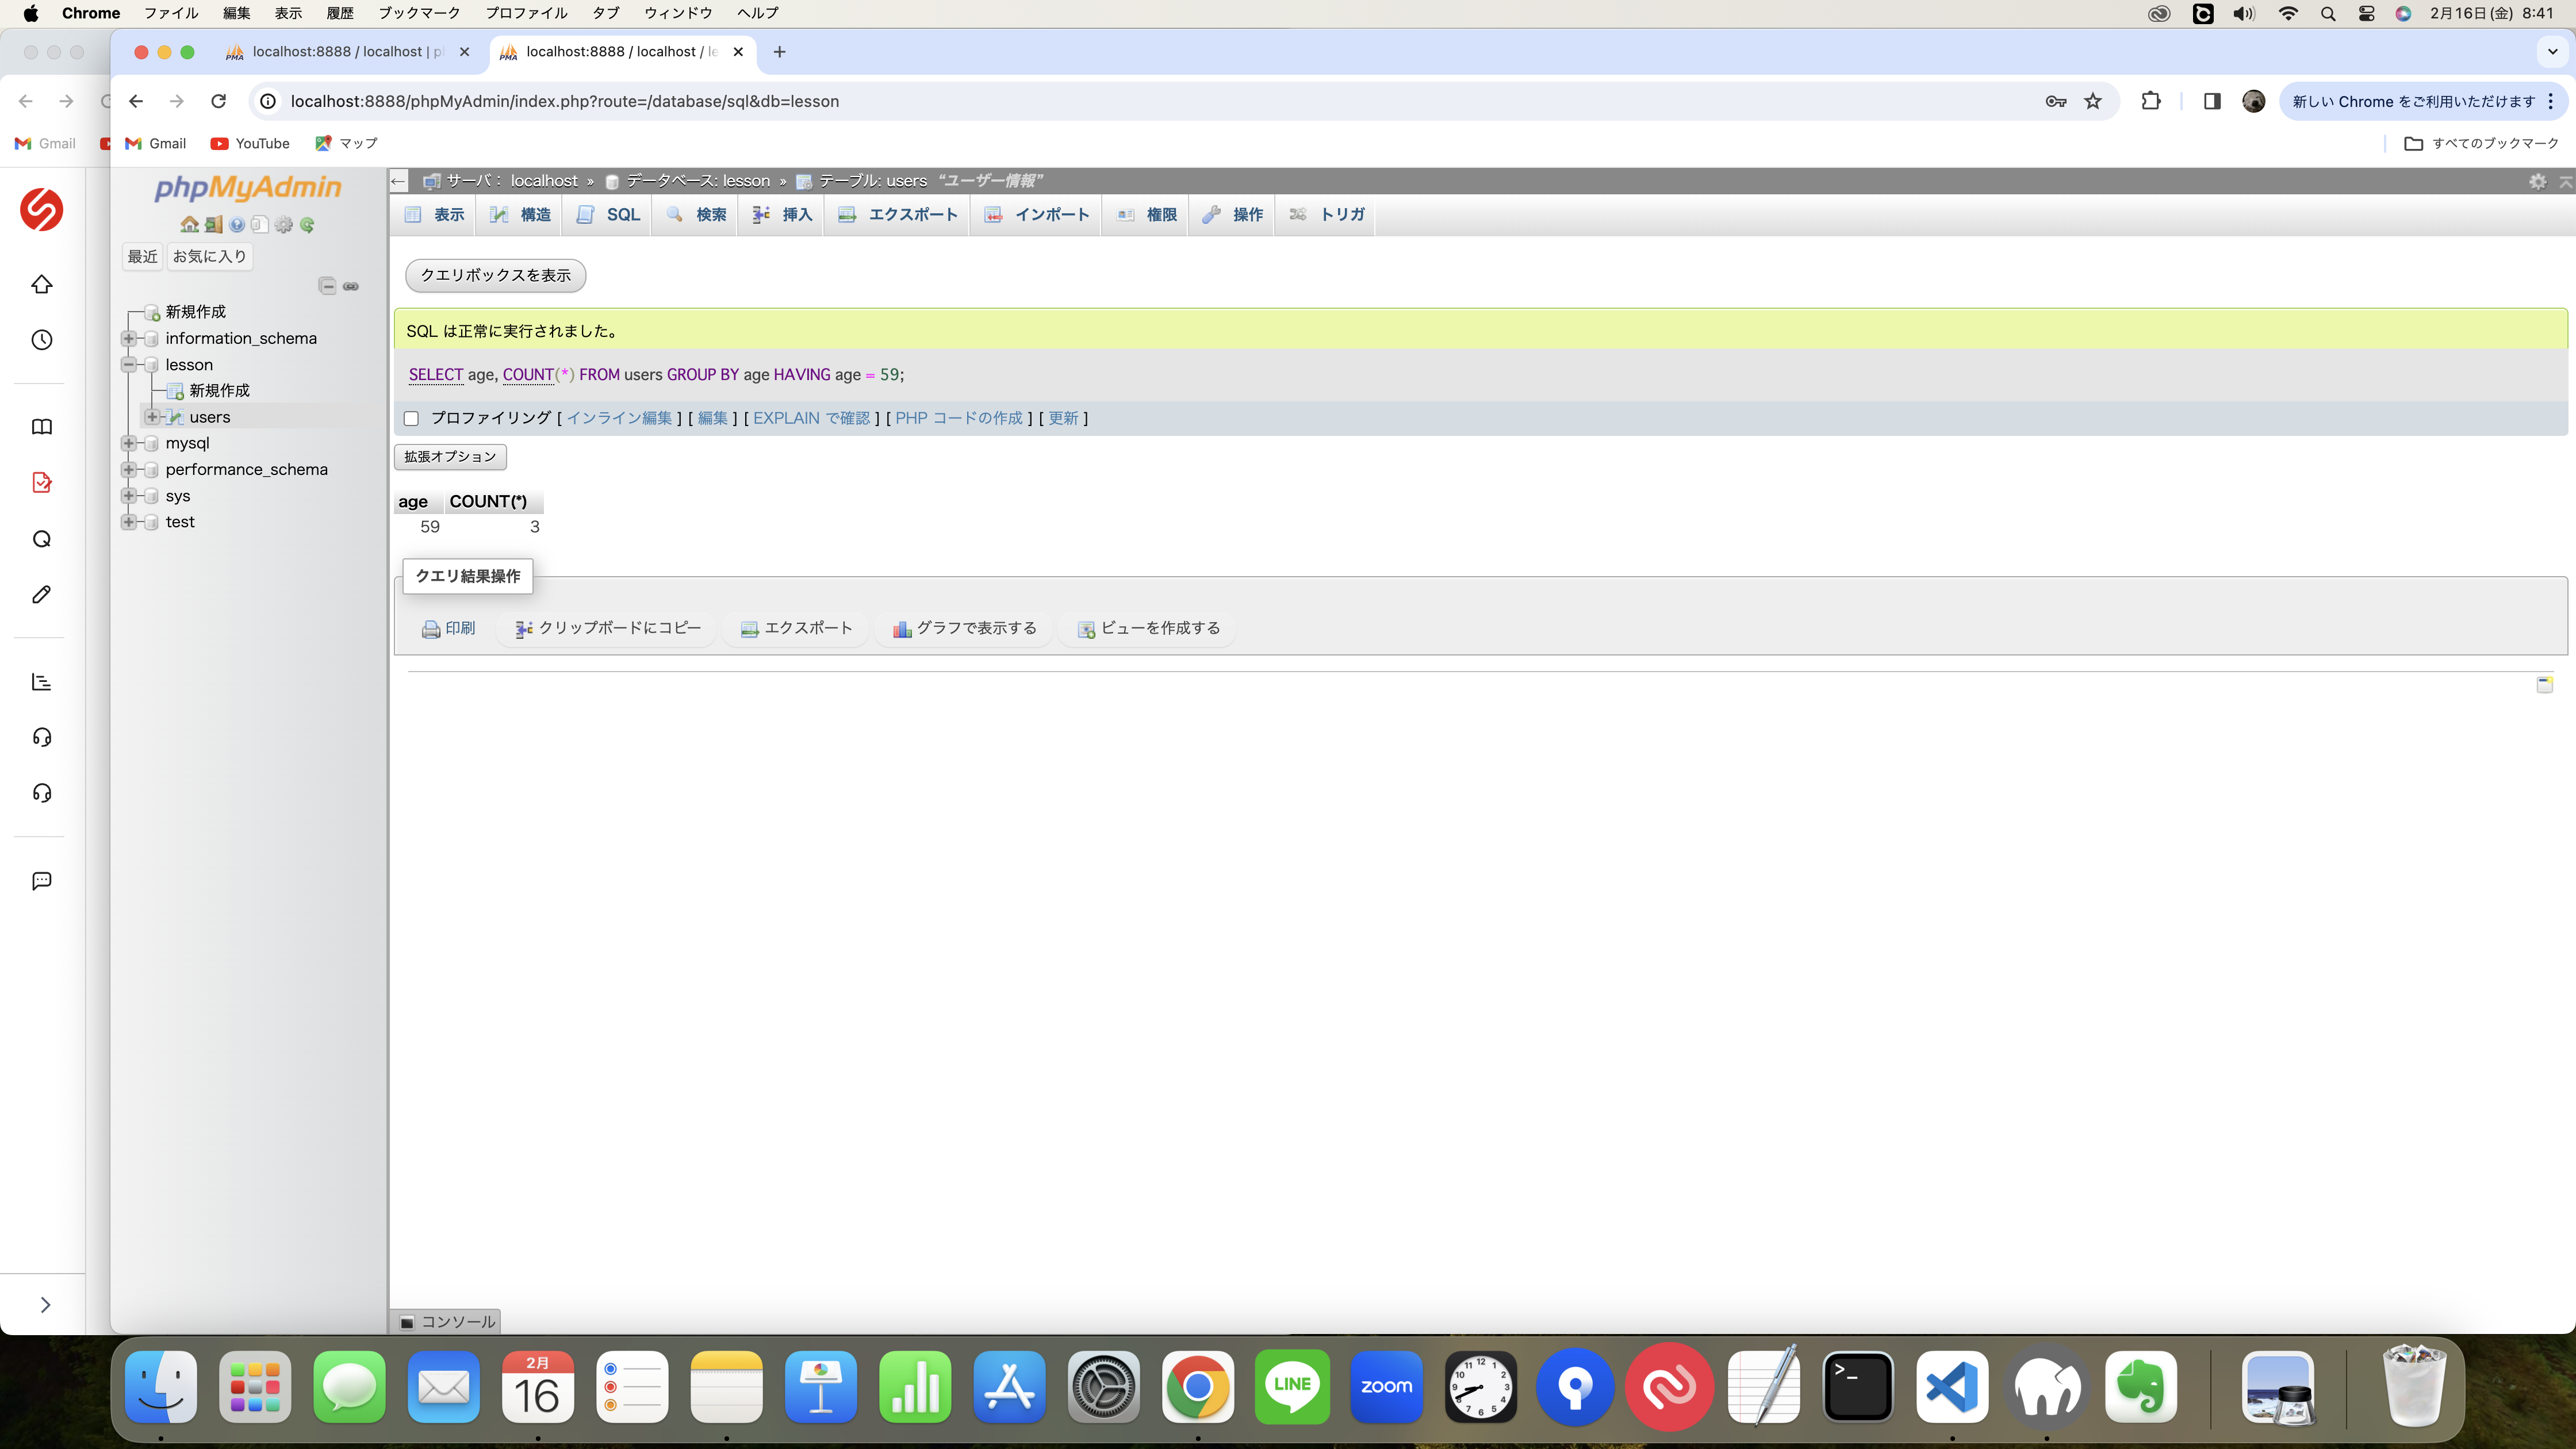 Chrome ファイル 編集 表示 履歴 ブックマーク プロファイル タブ ウィンドウ ヘルプ 2月16日(金) 8:41
localhost:8888 / localhost | p
localhost:8888 / localhost / le
localhost:8888/phpMyAdmin/index.php?route=/database/sql&db=lesson
新しい Chrome をご利用いただけます
Gmail
Gmail YouTube マップ すべてのブックマーク
phpMyAdmin
最近 お気に入り
新規作成
information_schema
lesson
新規作成
users
mysql
performance_schema
sys
test
サーバ: localhost » データベース: lesson » テーブル: users “ユーザー情報”
表示 構造 SQL 検索 挿入 エクスポート インポート 権限 操作 トリガ
クエリボックスを表示
SQL は正常に実行されました。
SELECT age, COUNT(*) FROM users GROUP BY age HAVING age = 59;
プロファイリング [ インライン編集 ] [ 編集 ] [ EXPLAIN で確認 ] [ PHP コードの作成 ] [ 更新 ]
拡張オプション
age COUNT(*)
59 3
クエリ結果操作
印刷 クリップボードにコピー エクスポート グラフで表示する ビューを作成する
コンソール
2月
16
LINE
zoom